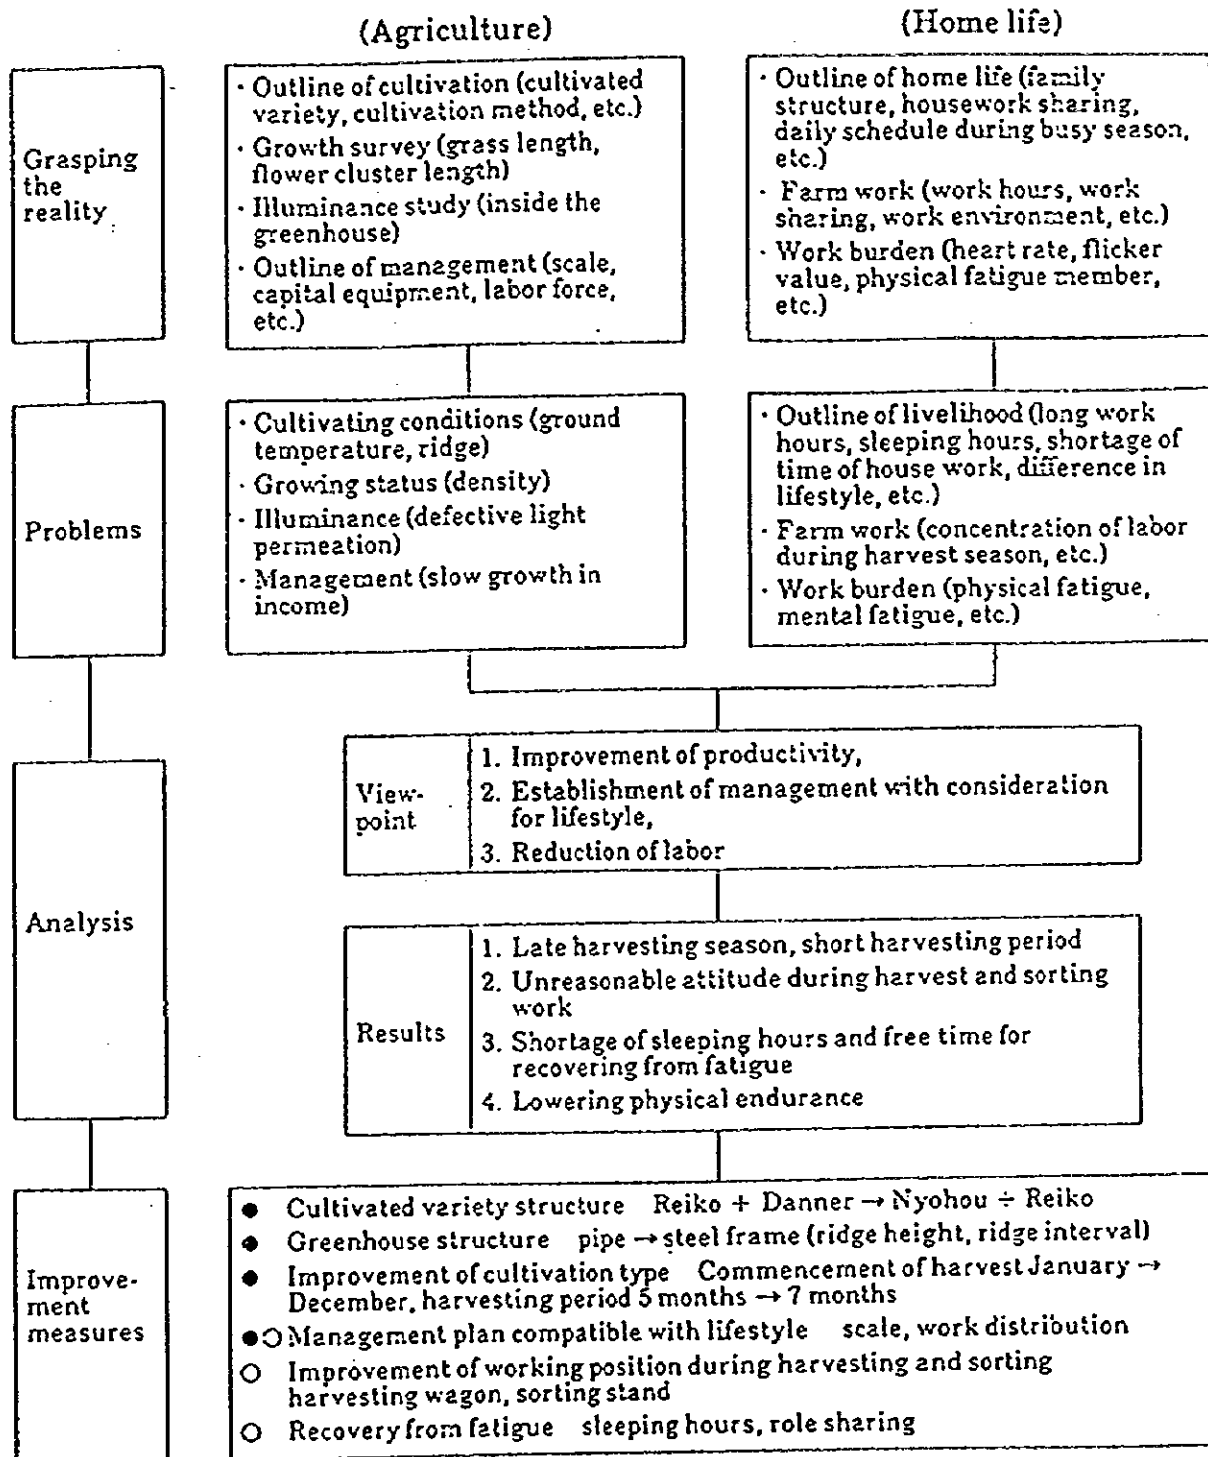 (Agriculture)
(Home life)
Grasping
the
reality
· Outline of cultivation (cultivated
variety, cultivation method, etc.)
· Growth survey (grass length,
flower cluster length)
· Illuminance study (inside the
greenhouse)
· Outline of management (scale,
capital equipment, labor force,
etc.)
· Outline of home life (family
structure, housework sharing,
daily schedule during busy season,
etc.)
· Farm work (work hours, work
sharing, work environment, etc.)
· Work burden (heart rate, flicker
value, physical fatigue member,
etc.)
Problems
· Cultivating conditions (ground
temperature, ridge)
· Growing status (density)
· Illuminance (defective light
permeation)
· Management (slow growth in
income)
· Outline of livelihood (long work
hours, sleeping hours, shortage of
time of house work, difference in
lifestyle, etc.)
· Farm work (concentration of labor
during harvest season, etc.)
· Work burden (physical fatigue,
mental fatigue, etc.)
Analysis
View-
point
1. Improvement of productivity,
2. Establishment of management with consideration
for lifestyle,
3. Reduction of labor
Results
1. Late harvesting season, short harvesting period
2. Unreasonable attitude during harvest and sorting
work
3. Shortage of sleeping hours and free time for
recovering from fatigue
4. Lowering physical endurance
Improve-
ment
measures
● Cultivated variety structure Reiko + Danner → Nyohou ÷ Reiko
● Greenhouse structure pipe → steel frame (ridge height, ridge interval)
● Improvement of cultivation type Commencement of harvest January →
December, harvesting period 5 months → 7 months
●○ Management plan compatible with lifestyle scale, work distribution
○ Improvement of working position during harvesting and sorting
harvesting wagon, sorting stand
○ Recovery from fatigue sleeping hours, role sharing